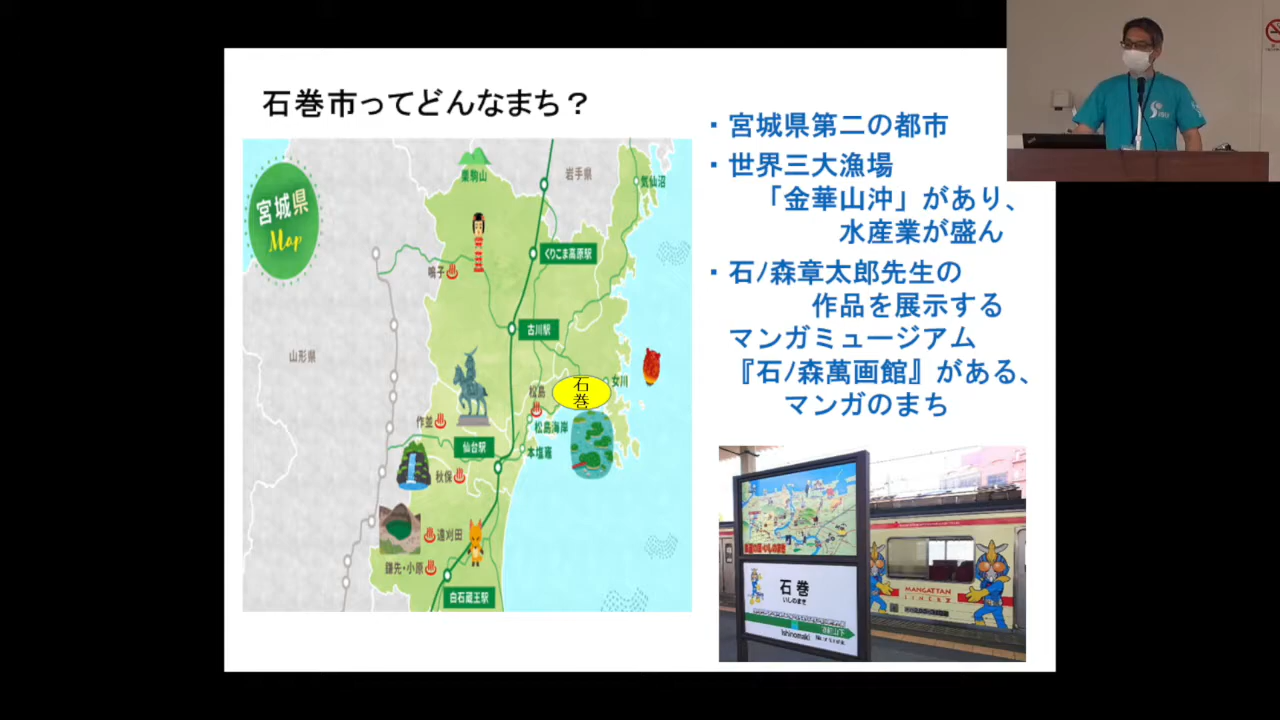 石巻市ってどんなまち？
・宮城県第二の都市
・世界三大漁場
「金華山沖」があり、
水産業が盛ん
・石ﾉ森章太郎先生の
作品を展示する
マンガミュージアム
『石ﾉ森萬画館』がある、
マンガのまち
宮城県
Map
栗駒山
岩手県
気仙沼
くりこま高原駅
鳴子
古川駅
山形県
石
巻
女川
松島
作並
松島海岸
仙台駅
本塩竈
秋保
遠刈田
鎌先・小原
白石蔵王駅
石巻
いしのまき
Ishinomaki
MANGATTAN
LINER